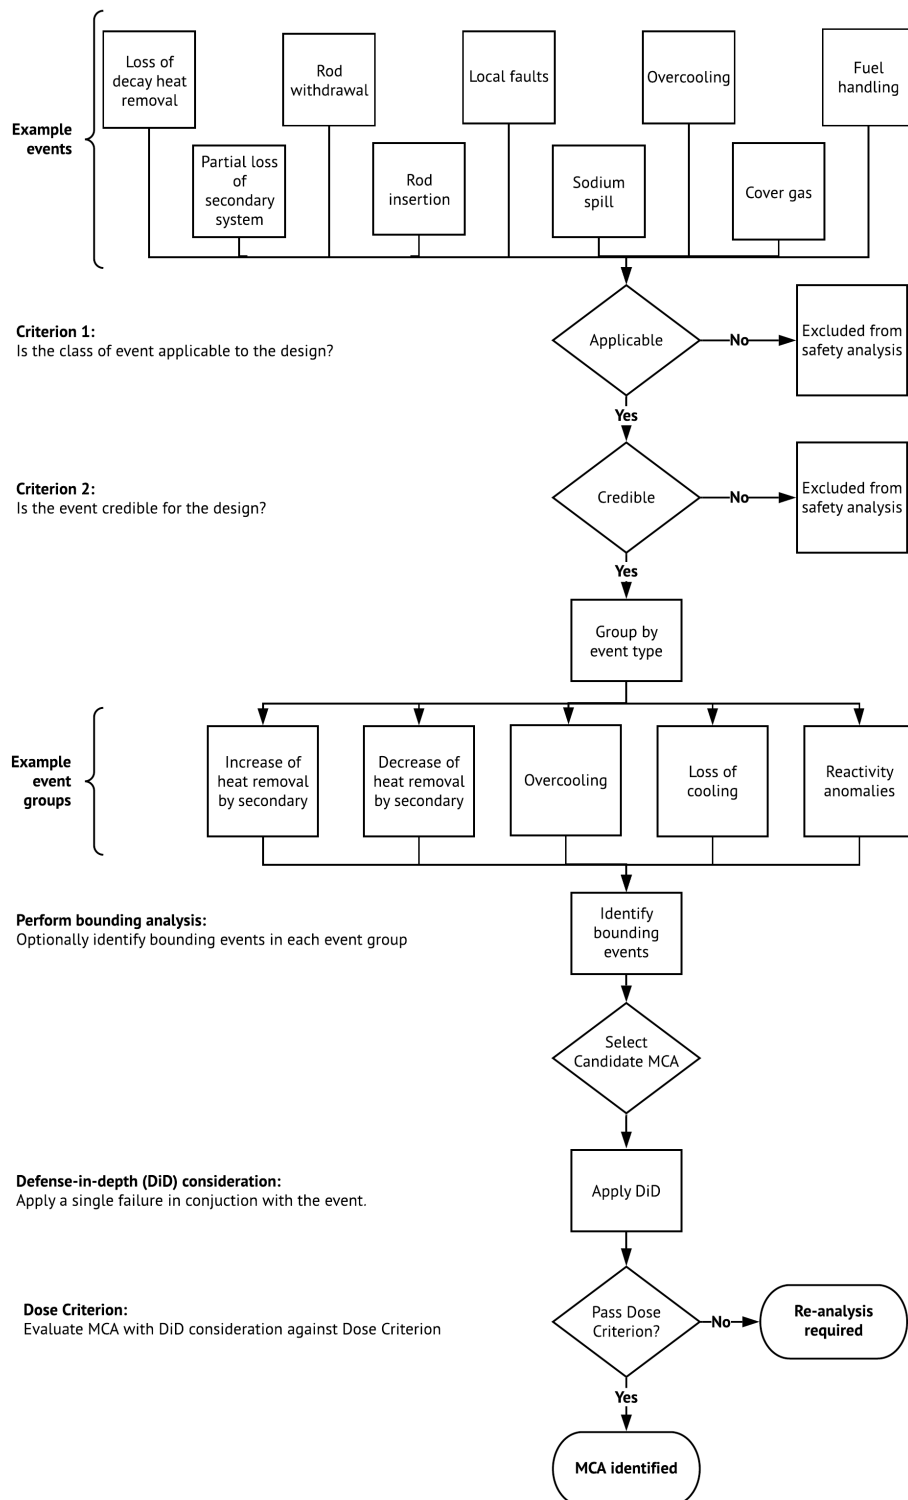 Loss of
decay heat
removal
Rod
withdrawal
Local faults
Overcooling
Fuel
handling
Example
events
Partial loss
of
secondary
system
Rod
insertion
Sodium
spill
Cover gas
Criterion 1:
Is the class of event applicable to the design?
Applicable
No
Excluded from
safety analysis
Yes
Criterion 2:
Is the event credible for the design?
Credible
No
Excluded from
safety analysis
Yes
Group by
event type
Example
event
groups
Increase of
heat removal
by secondary
Decrease of
heat removal
by secondary
Overcooling
Loss of
cooling
Reactivity
anomalies
Perform bounding analysis:
Optionally identify bounding events in each event group
Identify
bounding
events
Select
Candidate MCA
Defense-in-depth (DiD) consideration:
Apply a single failure in conjuction with the event.
Apply DiD
Dose Criterion:
Evaluate MCA with DiD consideration against Dose Criterion
Pass Dose
Criterion?
No
Re-analysis
required
Yes
MCA identified